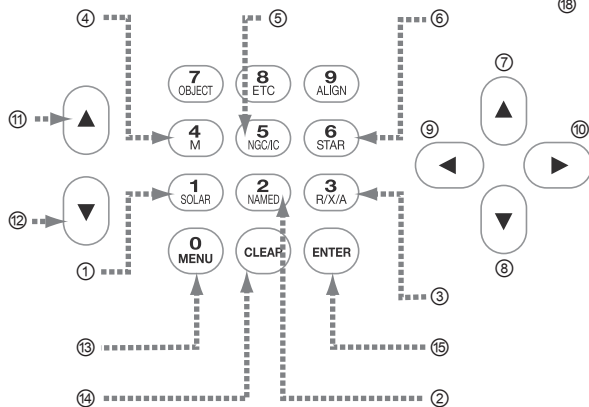 ⑱
④ ⑤ ⑥
⑦
7 8 9
OBJECT ETC ALIGN
⑪ ▲ ▲
4 5 6
M NGC/IC STAR
⑨ ⑩
◀ ▶
1 2 3
SOLAR NAMED R/X/A
⑫ ▼ ▼
0
MENU CLEAR ENTER
① ⑧
③
⑬ ⑮
⑭ ②